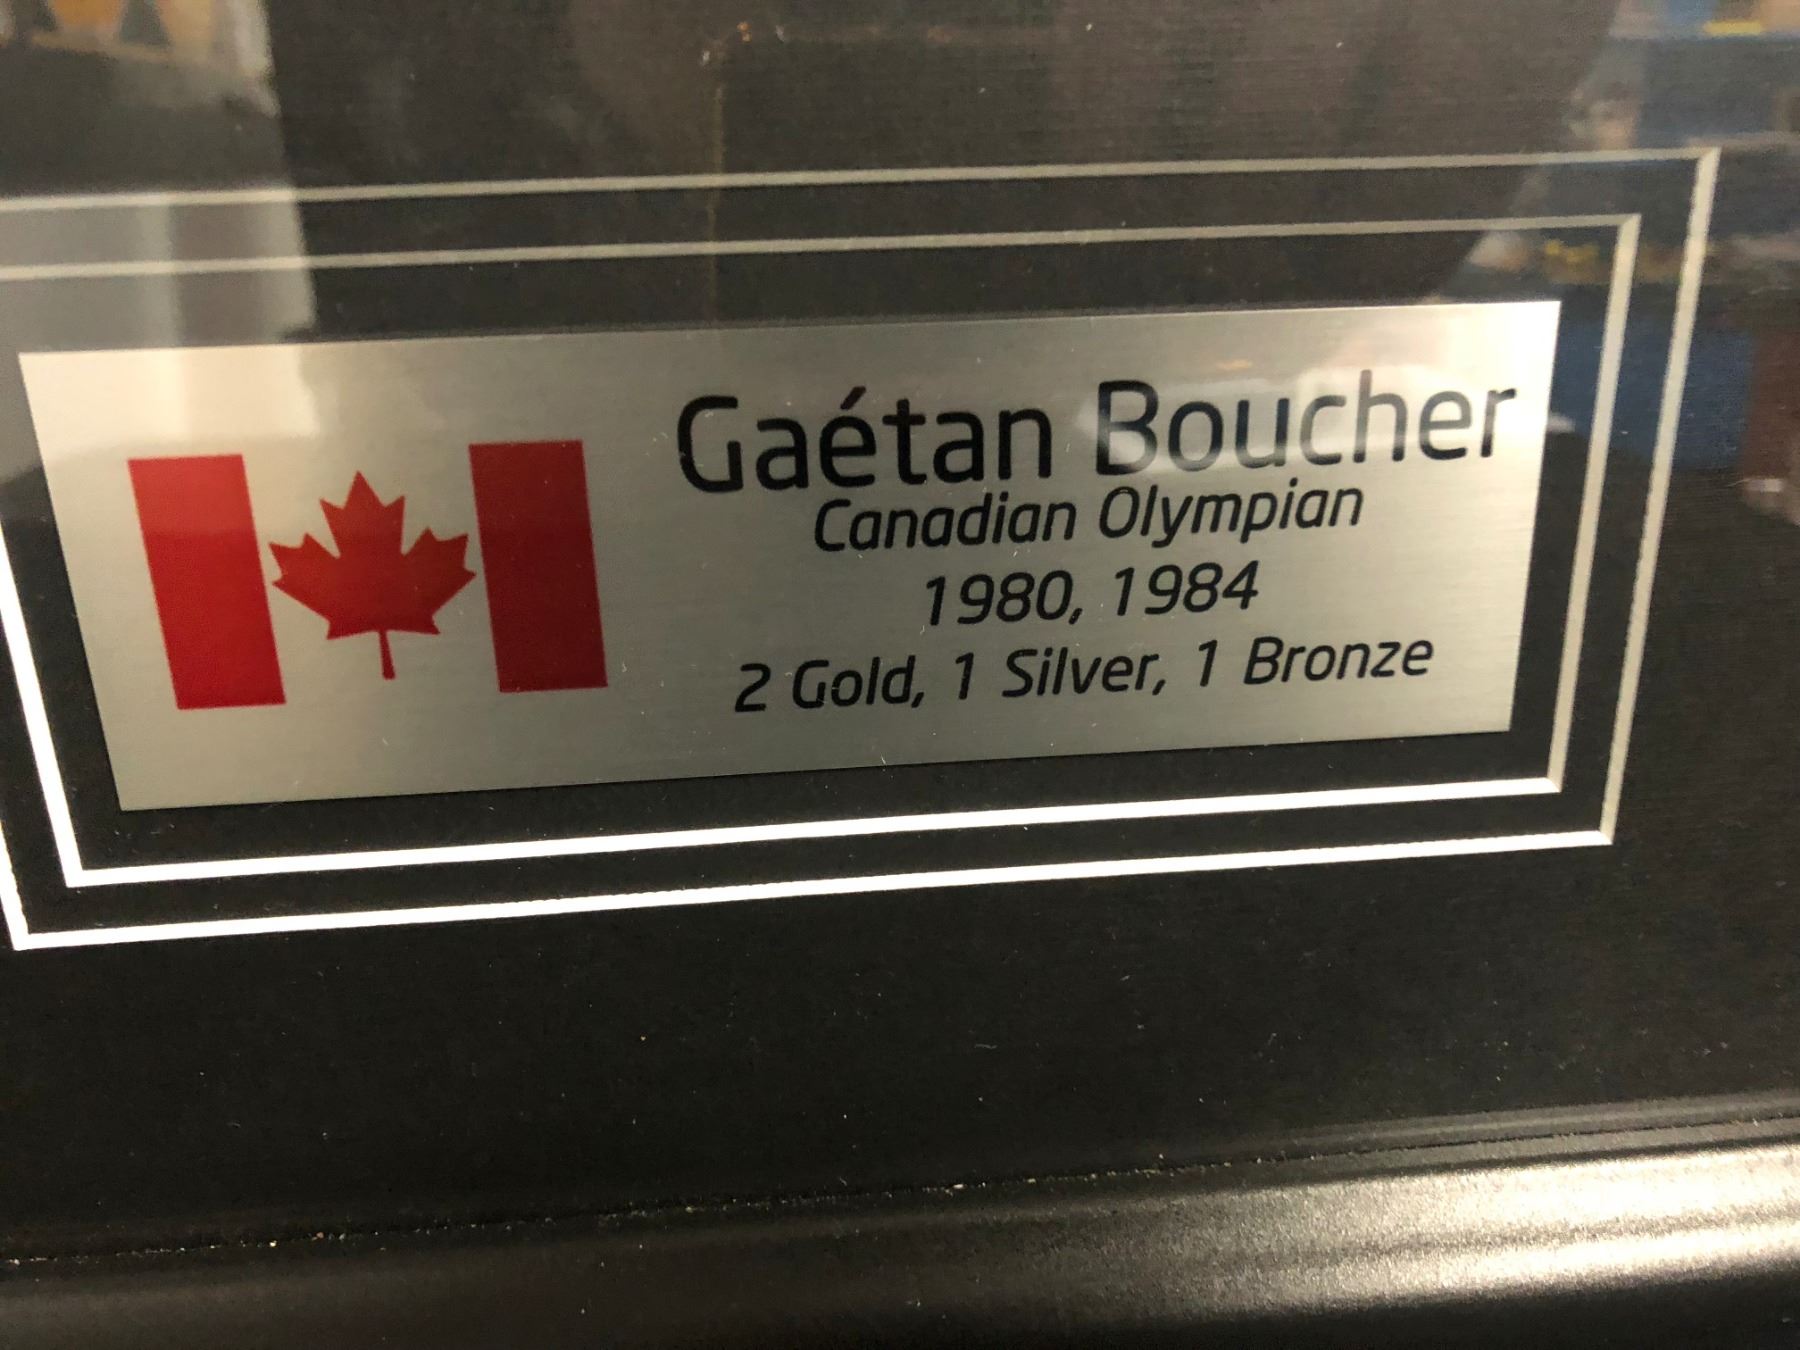 Gaétan Boucher
Canadian Olympian
1980, 1984
2 Gold, 1 Silver, 1 Bronze